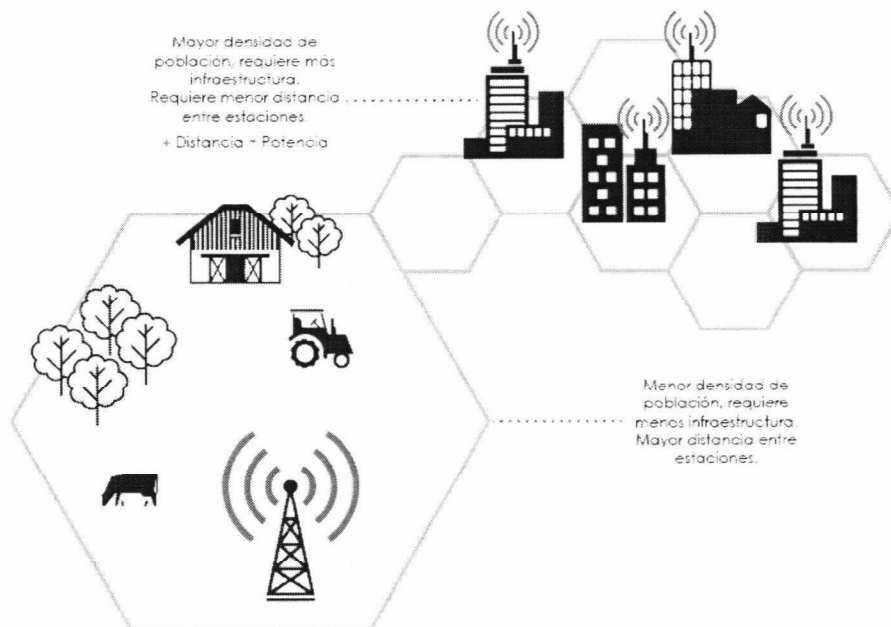 Mayor densidad de
población, requiere más
infraestructura.
Requiere menor distancia
entre estaciones.
+ Distancia ~ Potencia
Menor densidad de
población, requiere
menos infraestructura.
Mayor distancia entre
estaciones.